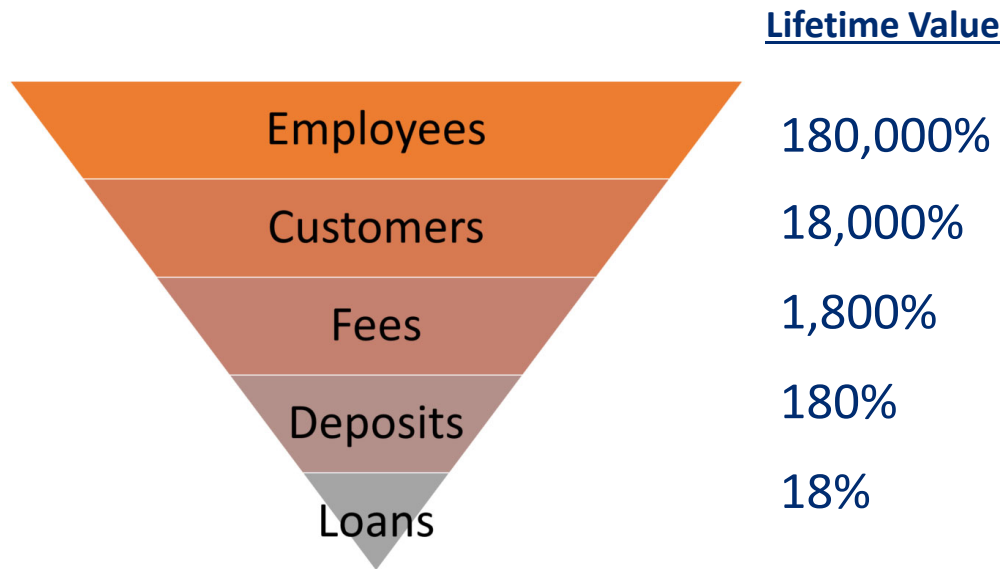 Lifetime Value
Employees 180,000%
Customers 18,000%
Fees 1,800%
Deposits 180%
Loans 18%